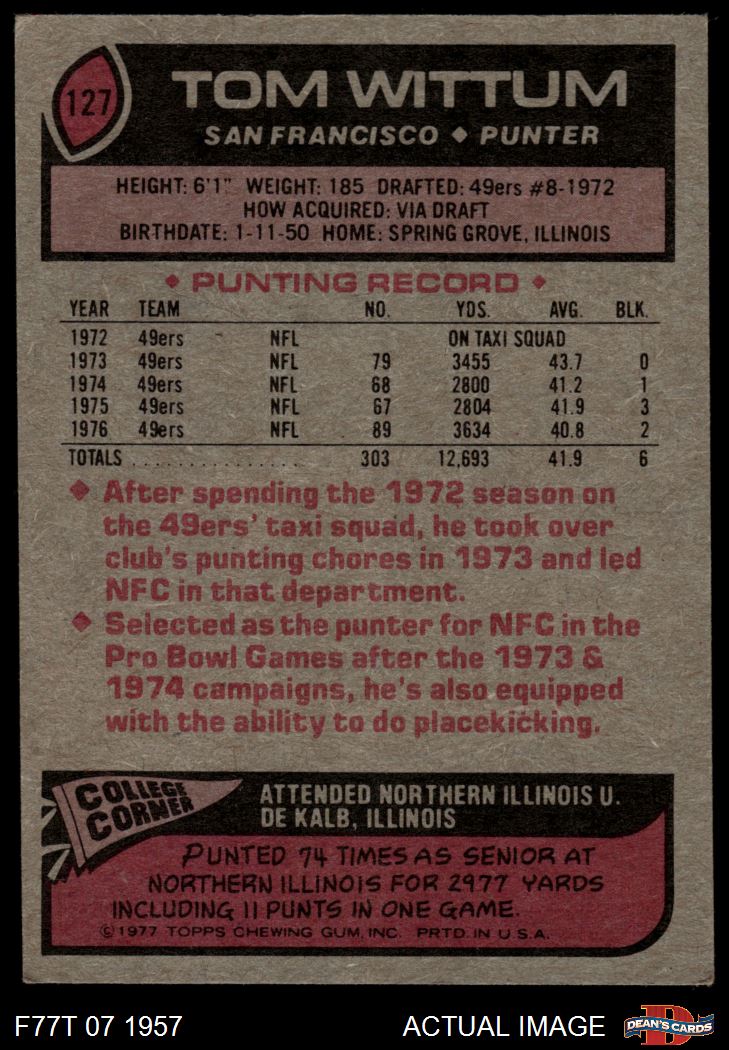 127
TOM WITTUM
SAN FRANCISCO ◆ PUNTER
HEIGHT: 6'1" WEIGHT: 185 DRAFTED: 49ers #8-1972
HOW ACQUIRED: VIA DRAFT
BIRTHDATE: 1-11-50 HOME: SPRING GROVE, ILLINOIS
◆ PUNTING RECORD ◆
YEAR TEAM NO. YDS. AVG. BLK.
1972 49ers NFL ON TAXI SQUAD
1973 49ers NFL 79 3455 43.7 0
1974 49ers NFL 68 2800 41.2 1
1975 49ers NFL 67 2804 41.9 3
1976 49ers NFL 89 3634 40.8 2
TOTALS . . . . . . . . . . . . . . . . 303 12,693 41.9 6
◆ After spending the 1972 season on
the 49ers' taxi squad, he took over
club's punting chores in 1973 and led
NFC in that department.
◆ Selected as the punter for NFC in the
Pro Bowl Games after the 1973 &
1974 campaigns, he's also equipped
with the ability to do placekicking.
COLLEGE
CORNER
ATTENDED NORTHERN ILLINOIS U.
DE KALB, ILLINOIS
PUNTED 74 TIMES AS SENIOR AT
NORTHERN ILLINOIS FOR 2977 YARDS
INCLUDING 11 PUNTS IN ONE GAME.
©1977 TOPPS CHEWING GUM, INC. PRTD. IN U.S.A.
F77T 07 1957 ACTUAL IMAGE
DEAN'S CARDS